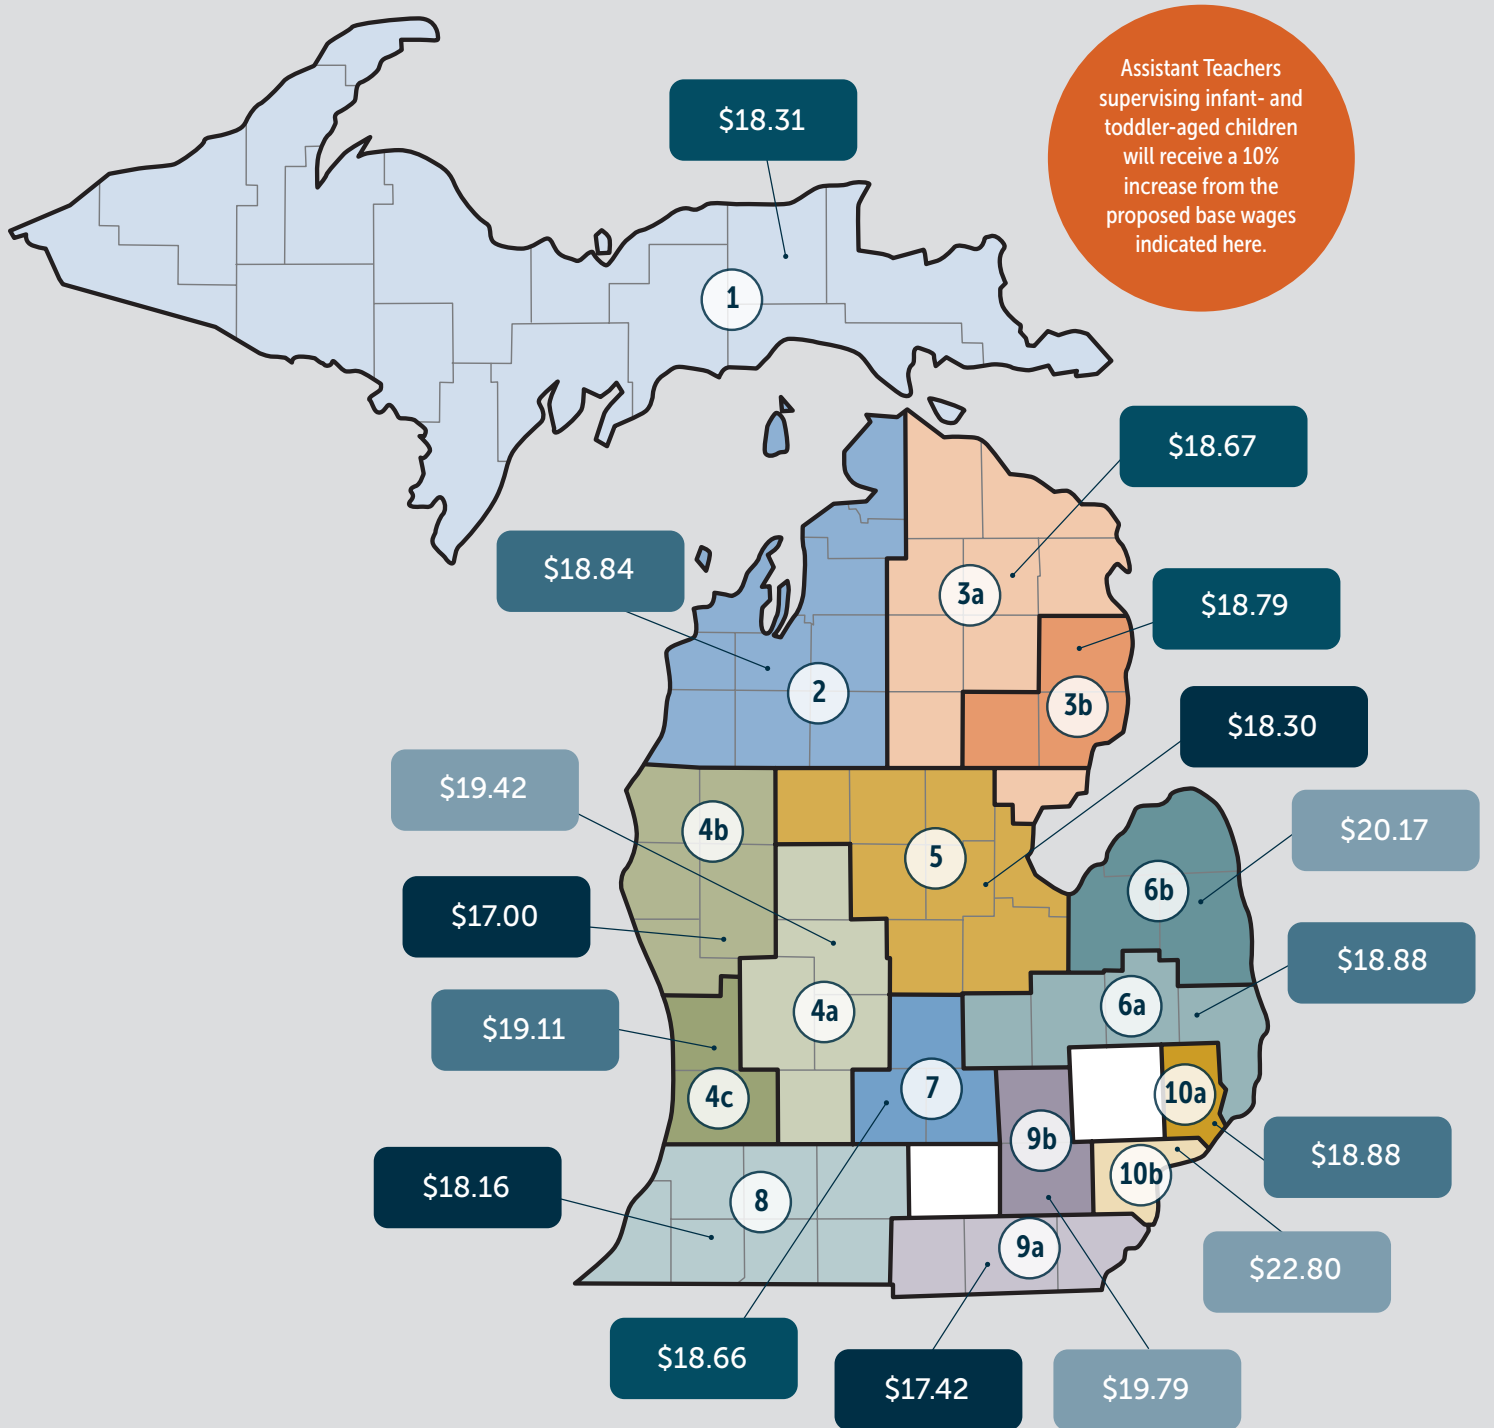 Assistant Teachers
supervising infant- and
toddler-aged children
will receive a 10%
increase from the
proposed base wages
indicated here.
$18.31
1
$18.67
$18.84
3a
$18.79
2
3b
$18.30
$19.42
4b
5
$20.17
6b
$17.00
$18.88
4a
6a
$19.11
4c
7
10a
9b
$18.88
10b
$18.16
8
9a
$22.80
$18.66
$17.42
$19.79